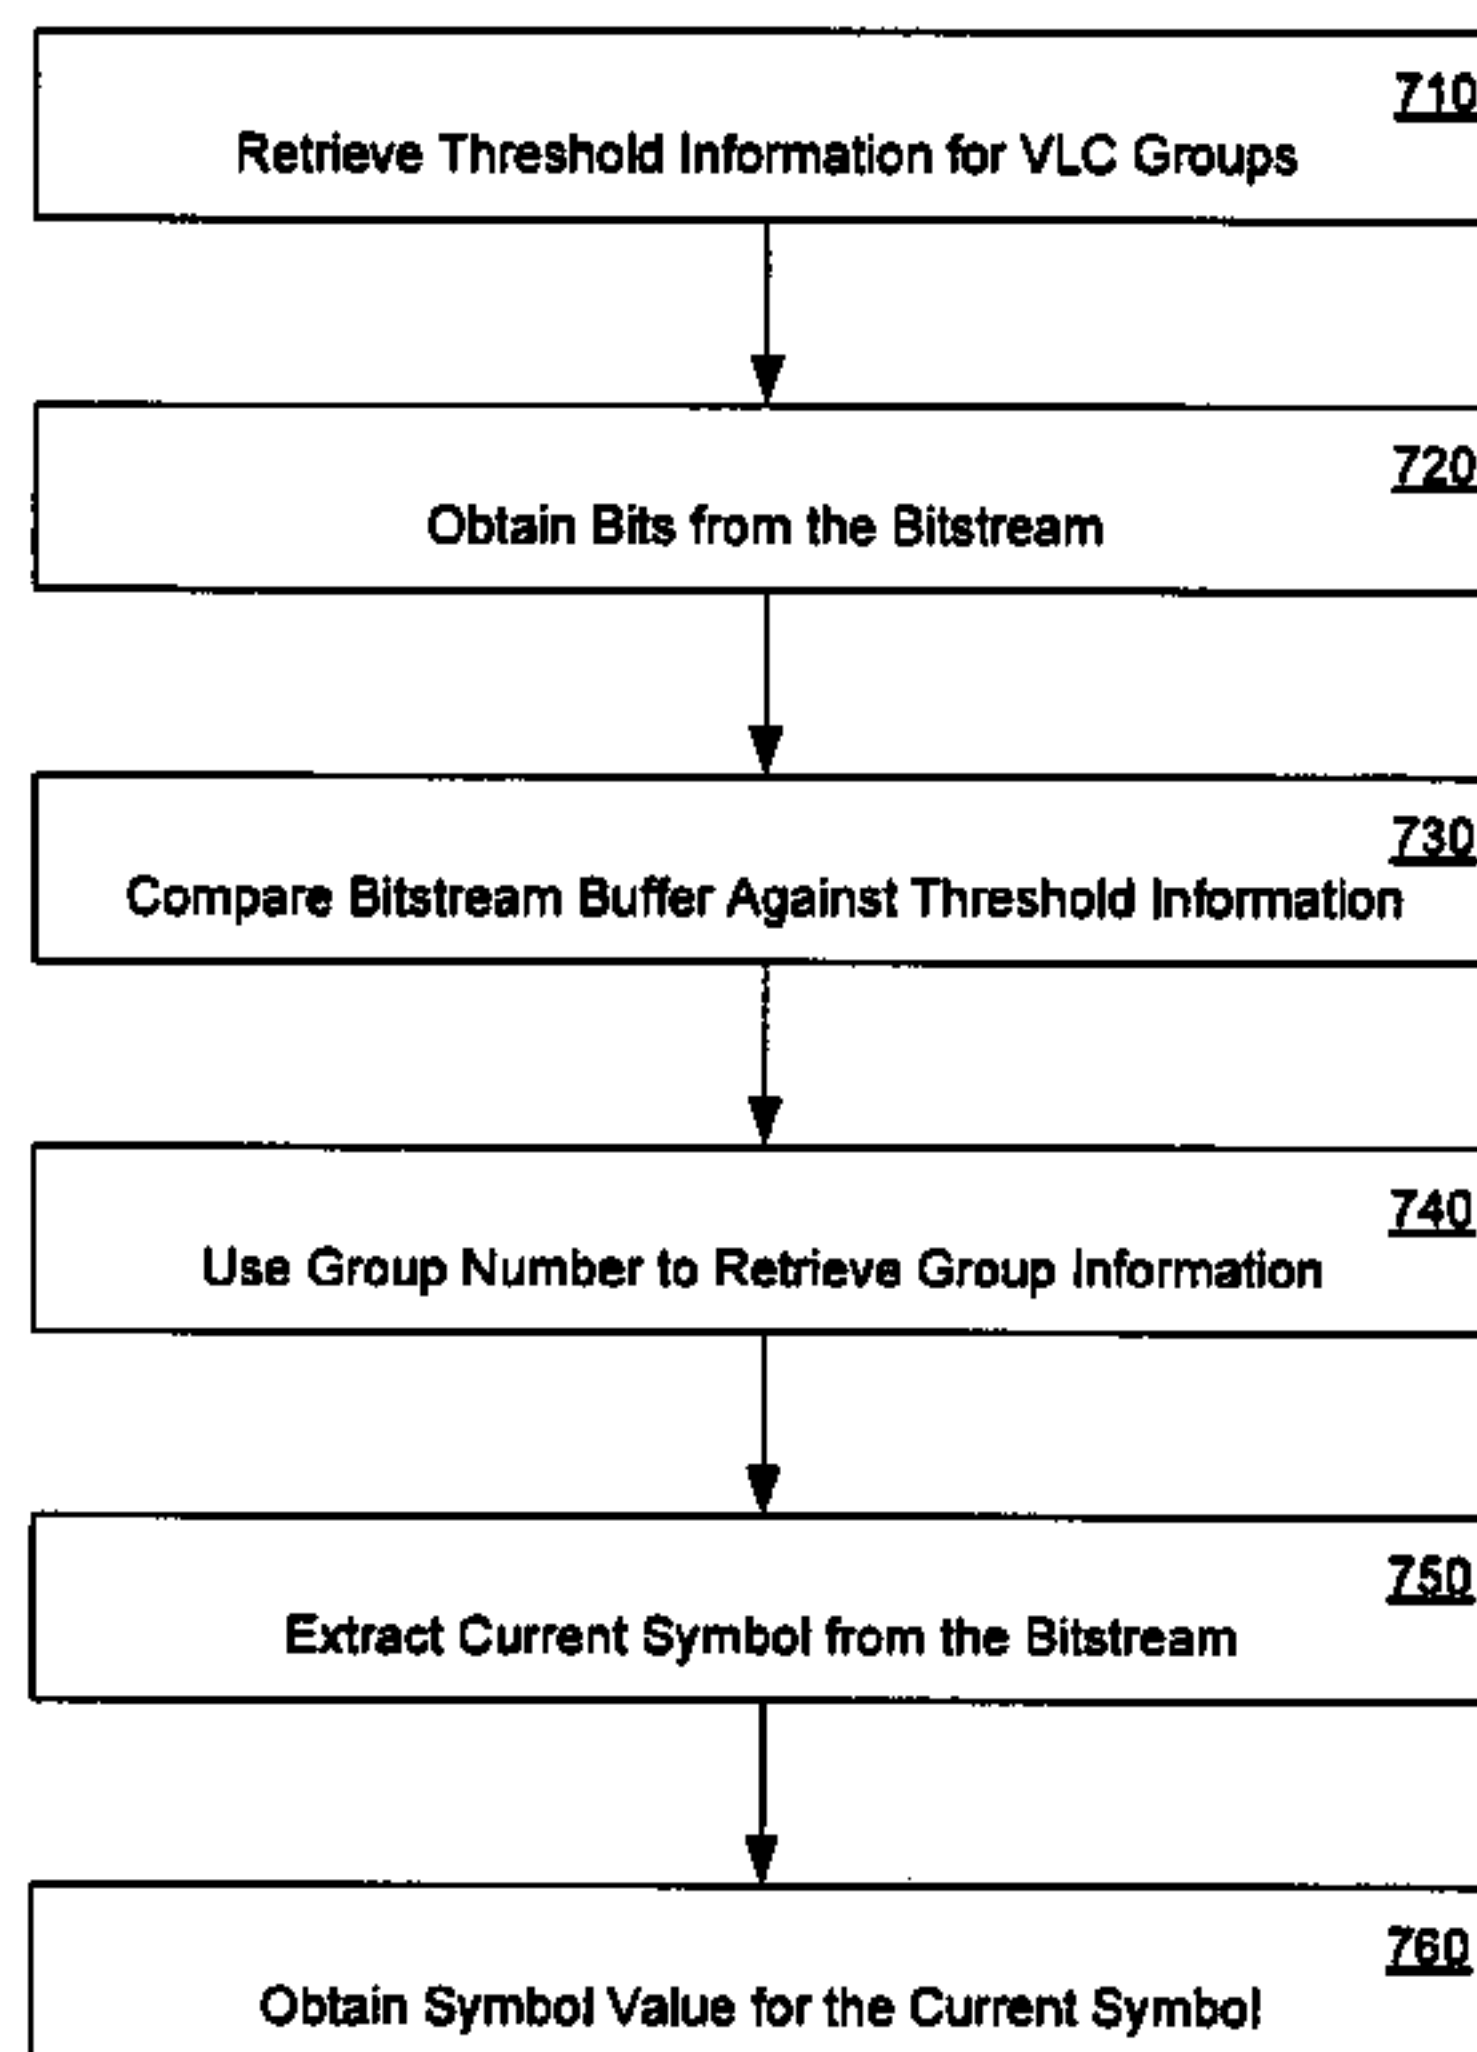 710
Retrieve Threshold Information for VLC Groups
720
Obtain Bits from the Bitstream
730
Compare Bitstream Buffer Against Threshold Information
740
Use Group Number to Retrieve Group Information
750
Extract Current Symbol from the Bitstream
760
Obtain Symbol Value for the Current Symbol